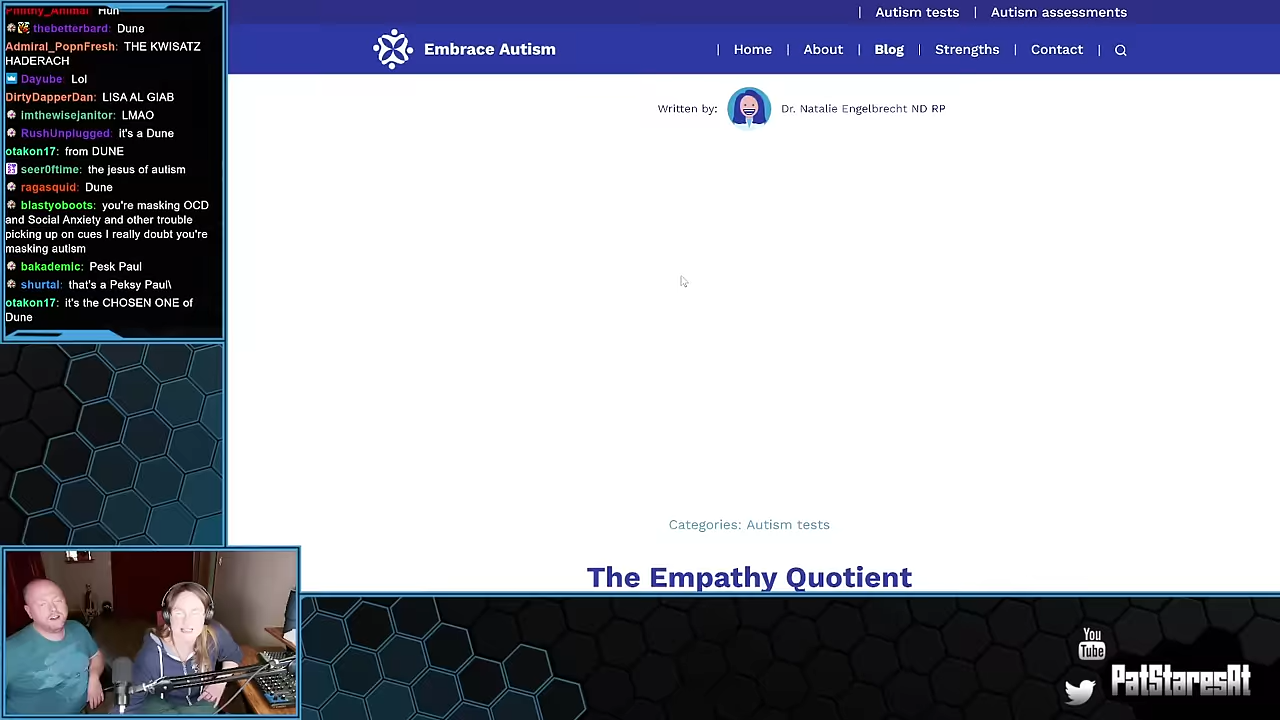 Philthy_Animal: Huh
thebetterbard: Dune
Admiral_PopnFresh: THE KWISATZ
HADERACH
Dayube: Lol
DirtyDapperDan: LISA AL GIAB
imthewisejanitor: LMAO
RushUnplugged: it's a Dune
otakon17: from DUNE
seer0ftime: the jesus of autism
ragasquid: Dune
blastyoboots: you're masking OCD
and Social Anxiety and other trouble
picking up on cues I really doubt you're
masking autism
bakademic: Pesk Paul
shurtal: that's a Peksy Paul\
otakon17: it's the CHOSEN ONE of
Dune
Autism tests | Autism assessments
Embrace Autism
Home | About | Blog | Strengths | Contact
Written by: Dr. Natalie Engelbrecht ND RP
Categories: Autism tests
The Empathy Quotient
You
Tube
PatStaresAt